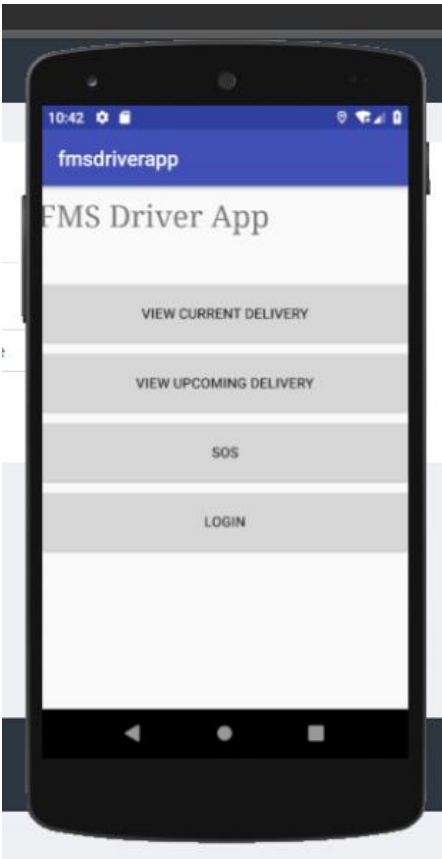 10:42
fmsdriverapp
FMS Driver App
VIEW CURRENT DELIVERY
VIEW UPCOMING DELIVERY
SOS
LOGIN
e